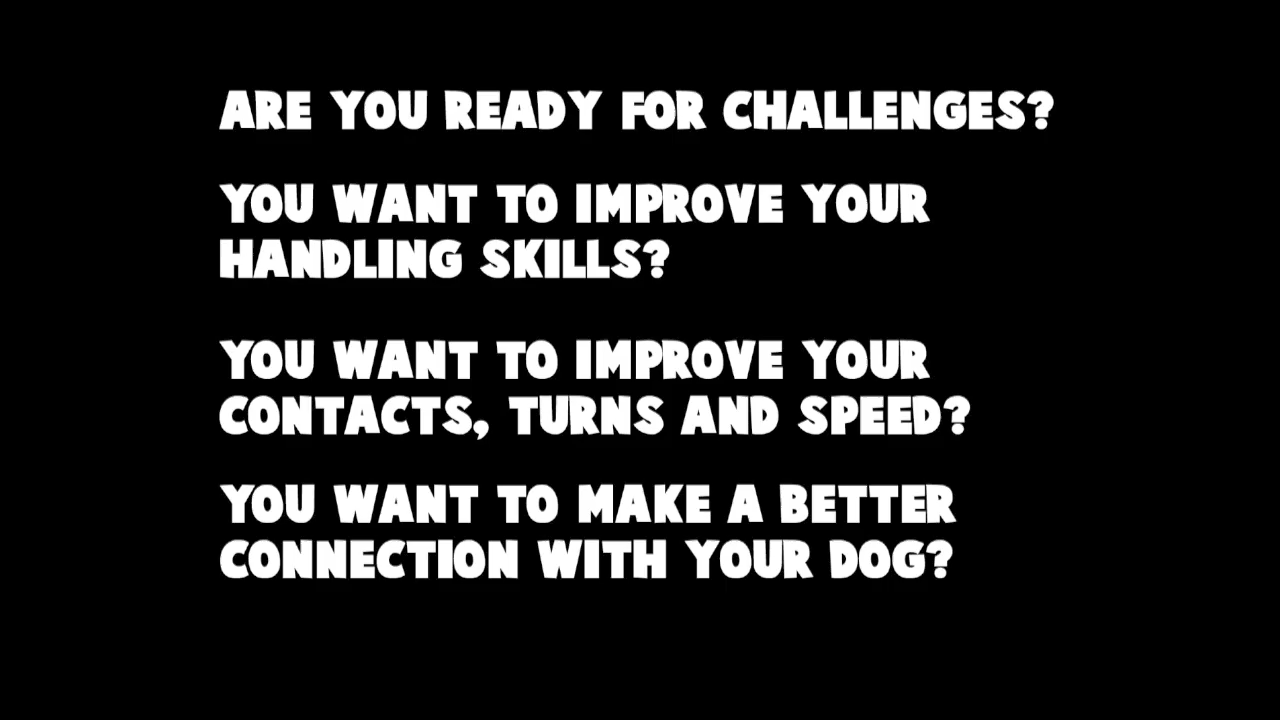 ARE YOU READY FOR CHALLENGES?
YOU WANT TO IMPROVE YOUR
HANDLING SKILLS?
YOU WANT TO IMPROVE YOUR
CONTACTS, TURNS AND SPEED?
YOU WANT TO MAKE A BETTER
CONNECTION WITH YOUR DOG?